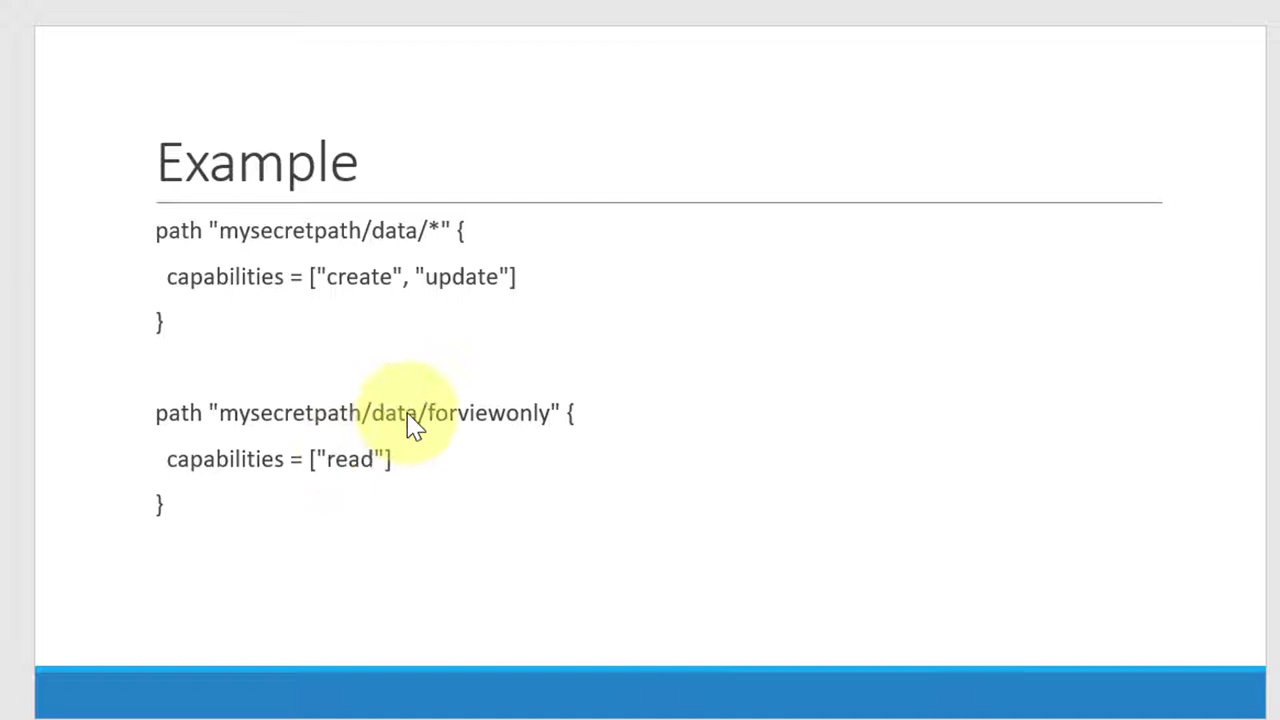 Example
path "mysecretpath/data/*" {
capabilities = ["create", "update"]
}
path "mysecretpath/data/forviewonly" {
capabilities = ["read"]
}